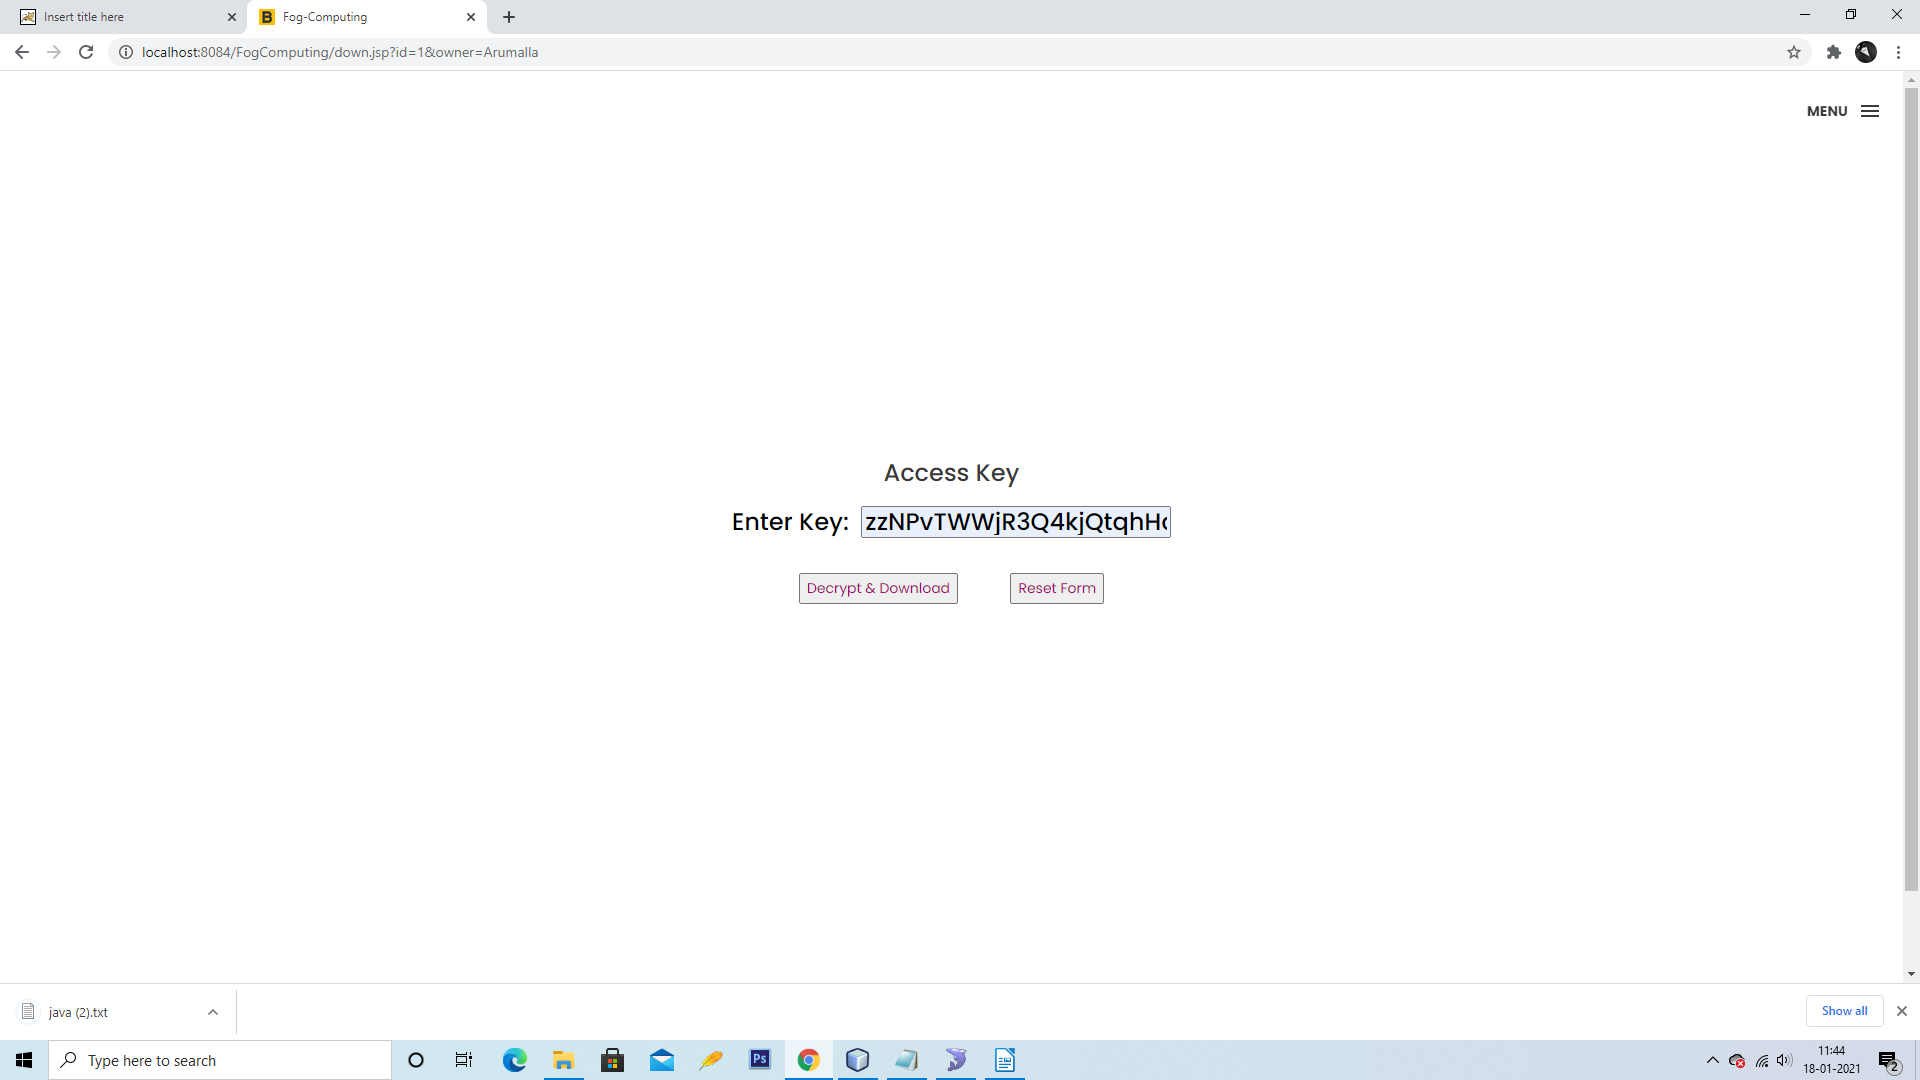 Insert title here
Fog-Computing
localhost:8084/FogComputing/down.jsp?id=1&owner=Arumalla
MENU
Access Key
Enter Key: zzNPvTWWjR3Q4kjQtqhH
Decrypt & Download
Reset Form
java (2).txt
Show all
Type here to search
Ps
11:44
18-01-2021
2